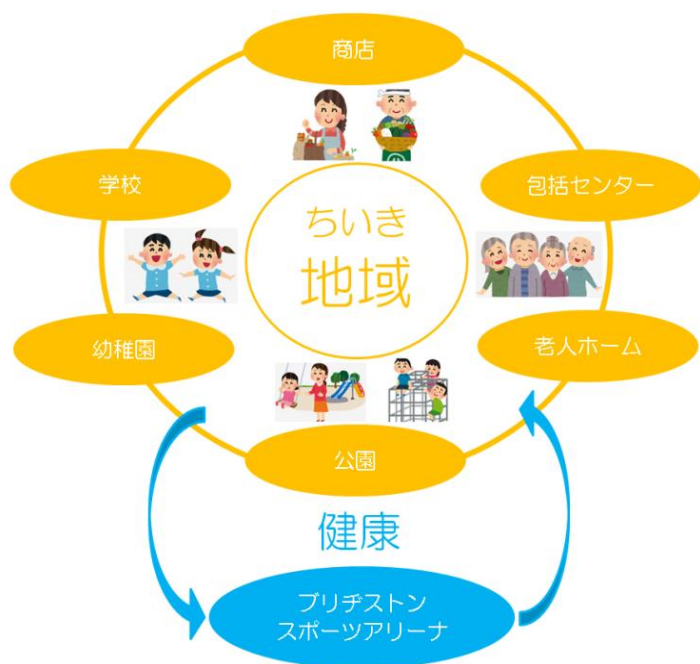 商店
学校
包括センター
ちいき
地域
幼稚園
老人ホーム
公園
健康
ブリヂストン
スポーツアリーナ